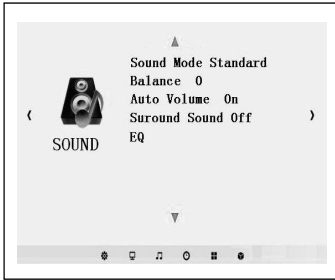 Sound Mode Standard
Balance 0
Auto Volume On
Suround Sound Off
EQ
SOUND